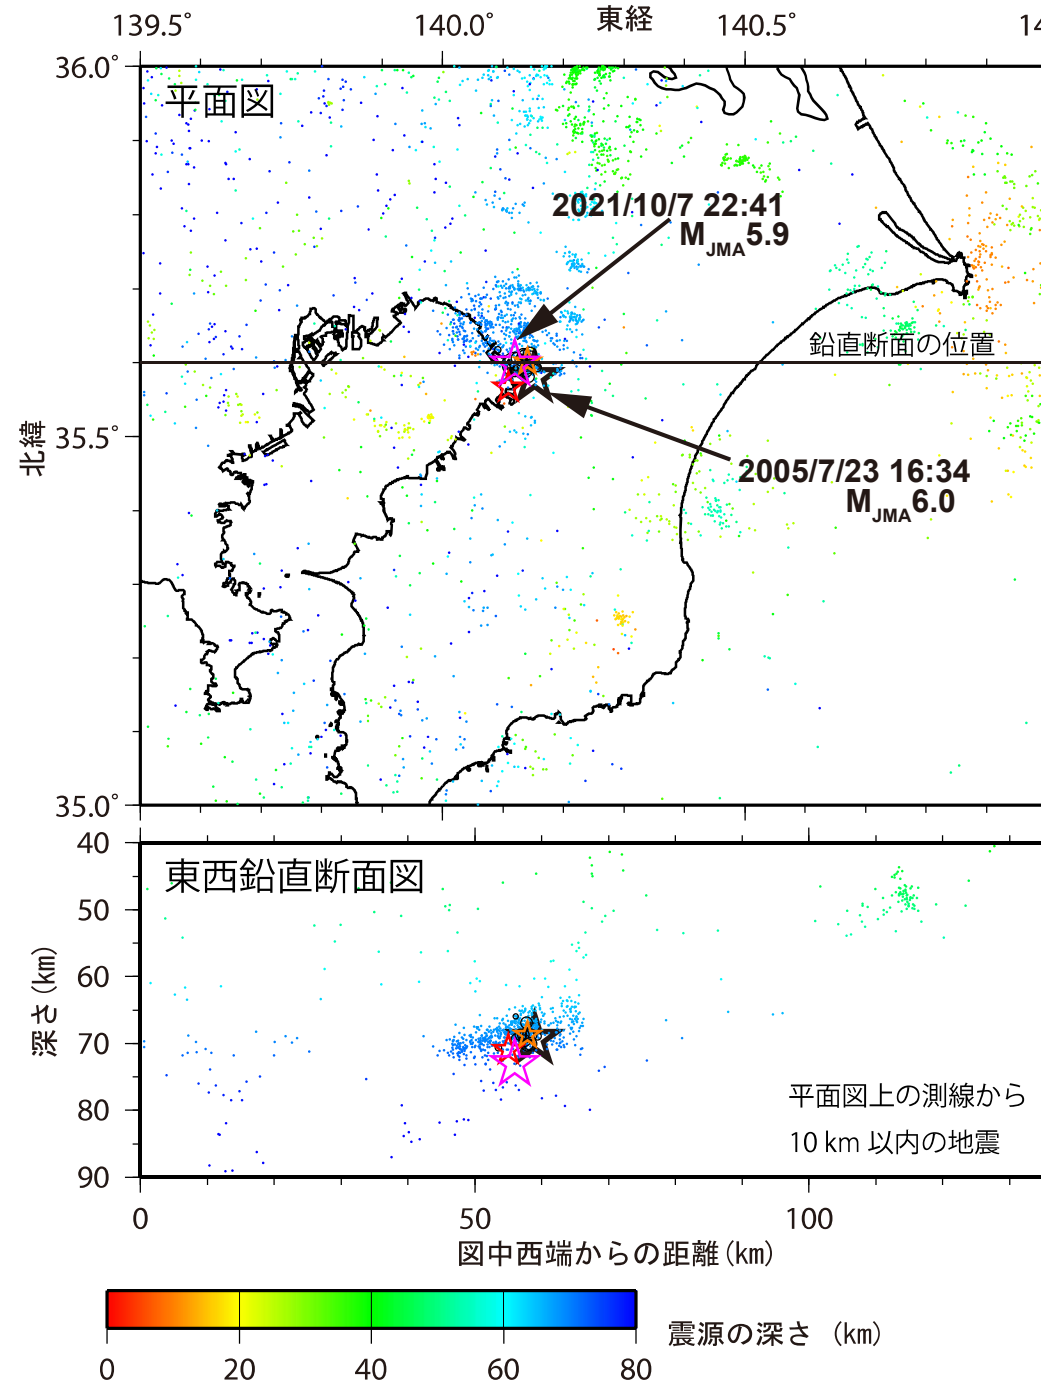 139.5° 140.0° 東経 140.5° 14
36.0°
平面図
2021/10/7 22:41
MJMA5.9
鉛直断面の位置
北緯 35.5°
2005/7/23 16:34
MJMA6.0
35.0°
40
東西鉛直断面図
50
60
深さ(km)
70
80
平面図上の測線から
10 km 以内の地震
90
0 50 100
図中西端からの距離(km)
震源の深さ (km)
0 20 40 60 80